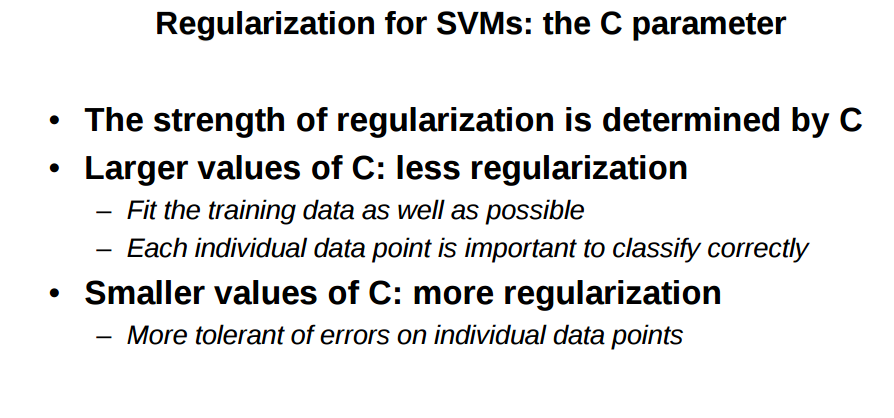 Regularization for SVMs: the C parameter
• The strength of regularization is determined by C
• Larger values of C: less regularization
– Fit the training data as well as possible
– Each individual data point is important to classify correctly
• Smaller values of C: more regularization
– More tolerant of errors on individual data points